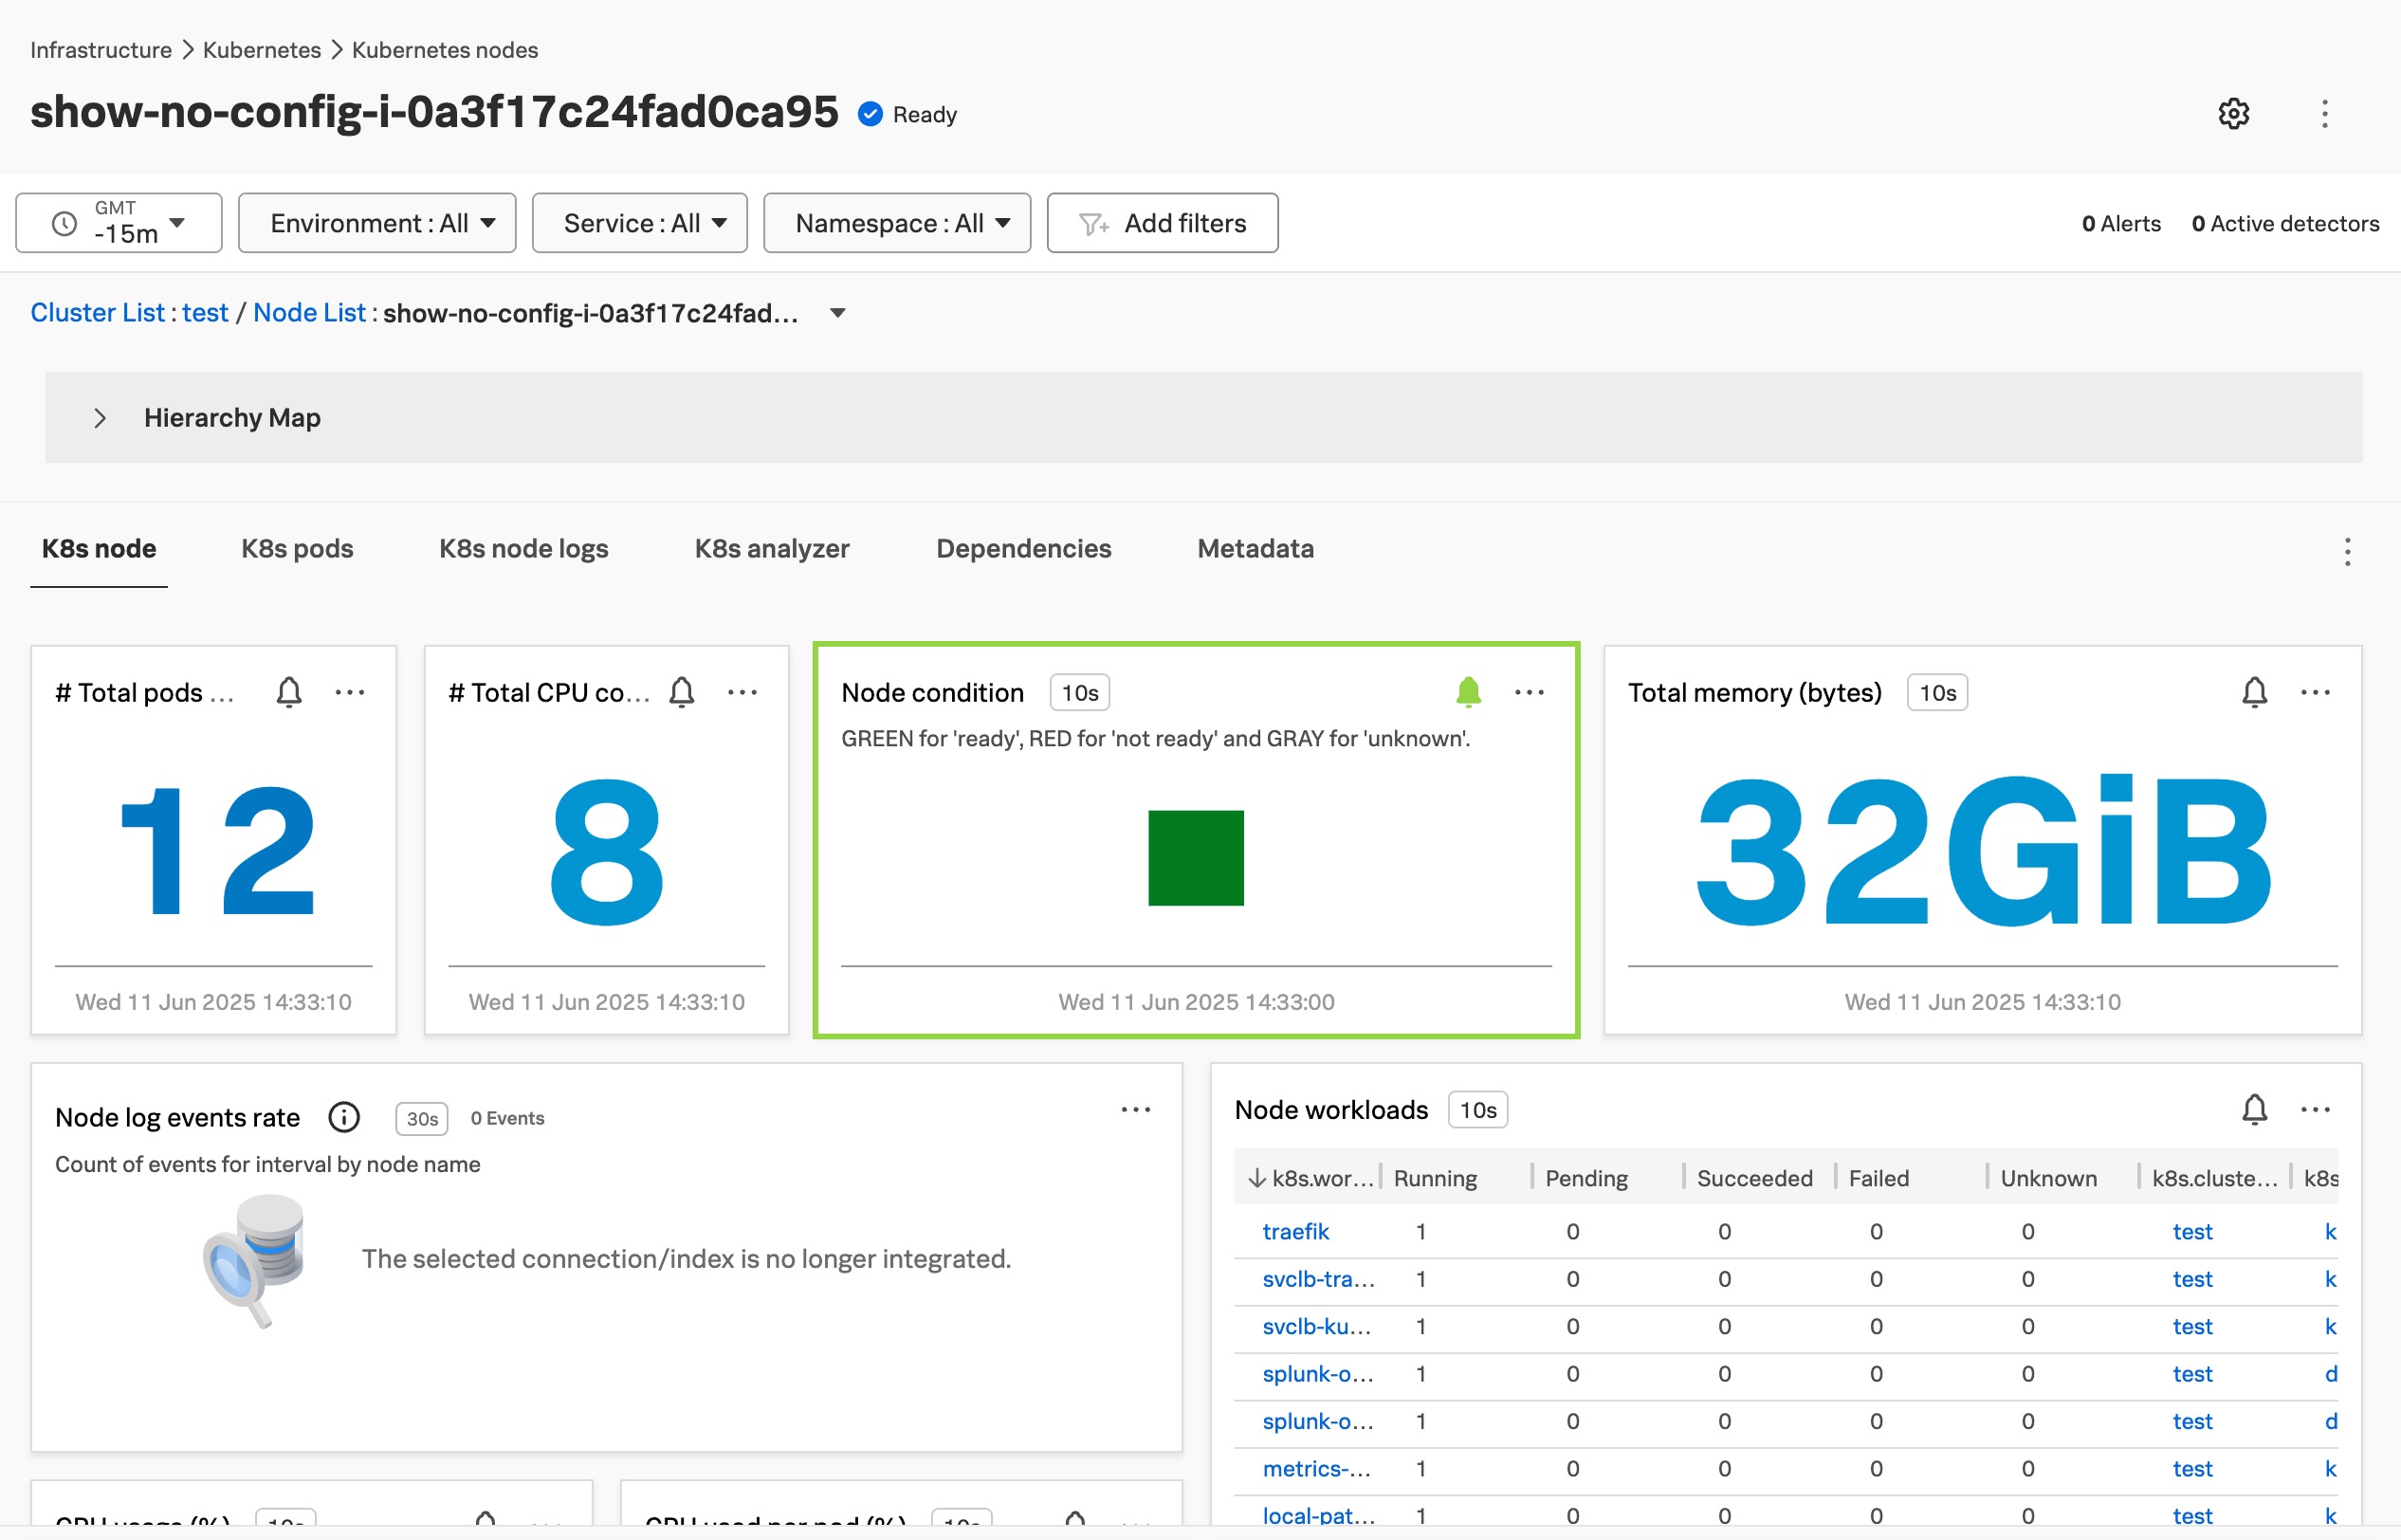 Infrastructure > Kubernetes > Kubernetes nodes
show-no-config-i-0a3f17c24fad0ca95 Ready
GMT
-15m
Environment : All
Service : All
Namespace : All
Add filters
0 Alerts 0 Active detectors
Cluster List : test / Node List : show-no-config-i-0a3f17c24fad...
Hierarchy Map
K8s node K8s pods K8s node logs K8s analyzer Dependencies Metadata
# Total pods ...
12
Wed 11 Jun 2025 14:33:10
# Total CPU co...
8
Wed 11 Jun 2025 14:33:10
Node condition 10s
GREEN for 'ready', RED for 'not ready' and GRAY for 'unknown'.
Wed 11 Jun 2025 14:33:00
Total memory (bytes) 10s
32GiB
Wed 11 Jun 2025 14:33:10
Node log events rate 30s 0 Events
Count of events for interval by node name
The selected connection/index is no longer integrated.
Node workloads 10s
k8s.wor... Running Pending Succeeded Failed Unknown k8s.cluste... k8s
traefik 1 0 0 0 0 test k
svclb-tra... 1 0 0 0 0 test k
svclb-ku... 1 0 0 0 0 test k
splunk-o... 1 0 0 0 0 test d
splunk-o... 1 0 0 0 0 test d
metrics-... 1 0 0 0 0 test k
local-pat... 1 0 0 0 0 test k
CPU usage (%) 10s
CPU used per pod (%) 10s